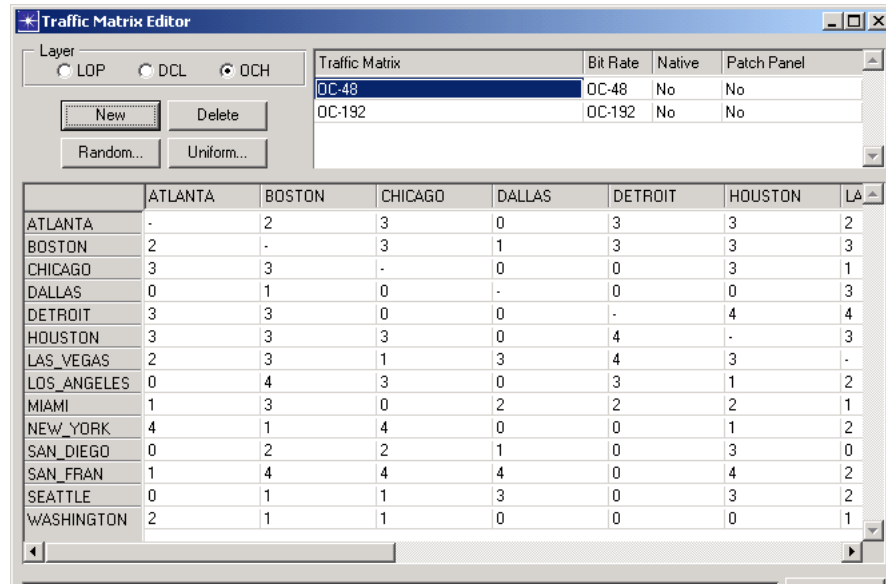 Traffic Matrix Editor
Layer
LOP DCL OCH
New Delete
Random... Uniform...
Traffic Matrix Bit Rate Native Patch Panel
OC-48 OC-48 No No
OC-192 OC-192 No No
ATLANTA BOSTON CHICAGO DALLAS DETROIT HOUSTON LA
ATLANTA - 2 3 0 3 3 2
BOSTON 2 - 3 1 3 3 3
CHICAGO 3 3 - 0 0 3 1
DALLAS 0 1 0 - 0 0 3
DETROIT 3 3 0 0 - 4 4
HOUSTON 3 3 3 0 4 - 3
LAS_VEGAS 2 3 1 3 4 3 -
LOS_ANGELES 0 4 3 0 3 1 2
MIAMI 1 3 0 2 2 2 1
NEW_YORK 4 1 4 0 0 1 2
SAN_DIEGO 0 2 2 1 0 3 0
SAN_FRAN 1 4 4 4 0 4 2
SEATTLE 0 1 1 3 0 3 2
WASHINGTON 2 1 1 0 0 0 1